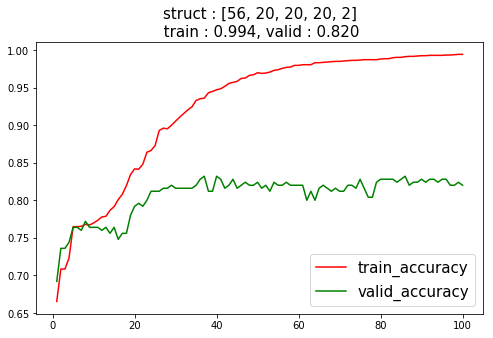 struct : [56, 20, 20, 20, 2]
train : 0.994, valid : 0.820
1.00
0.95
0.90
0.85
0.80
0.75
0.70
0.65
train_accuracy
valid_accuracy
0 20 40 60 80 100